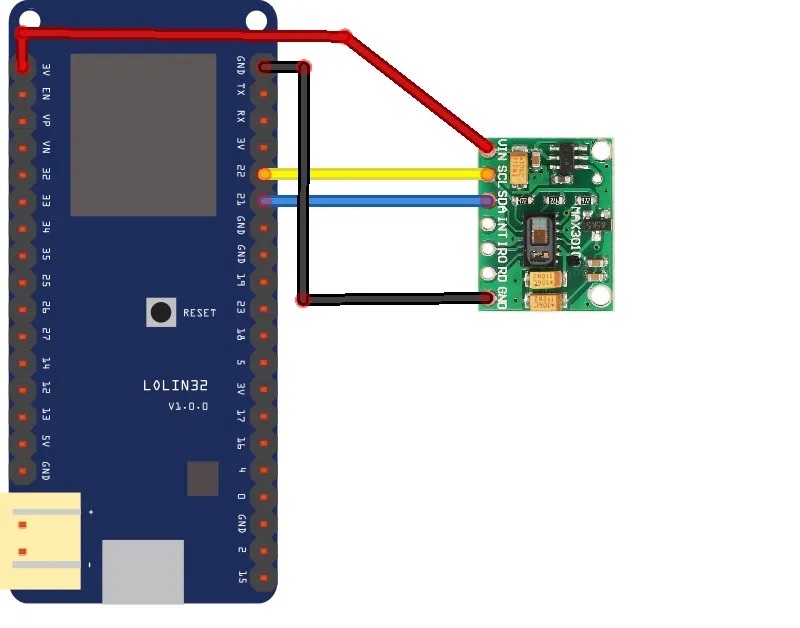 3V
EN
VP
VN
32
33
34
35
25
26
27
14
12
13
5V
GND
+
-
RESET
LOLIN32
V1.0.0
GND
TX
RX
3V
22
21
GND
GND
19
23
18
5
3V
17
16
4
0
GND
2
15
VIN SCL SDA INT IRD RD GND